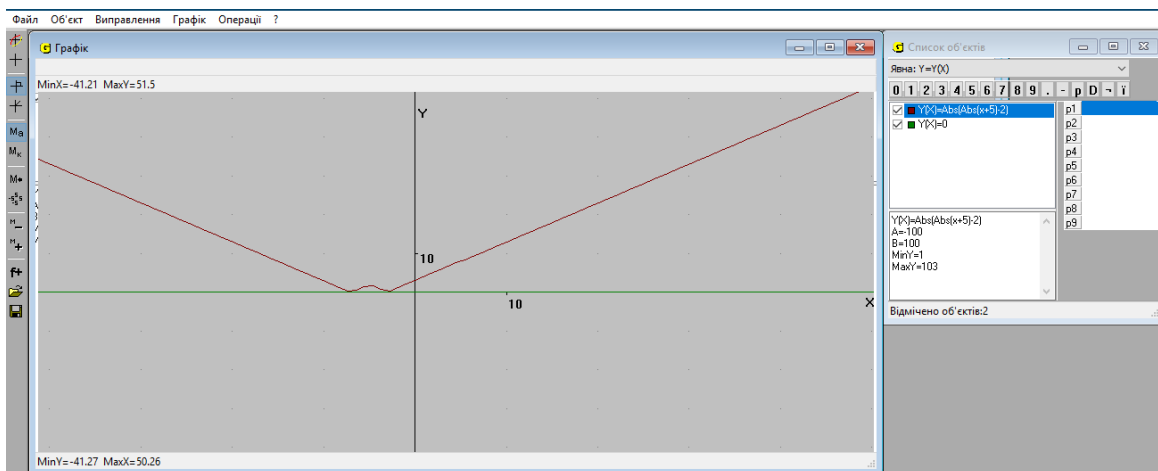 Файл Об'єкт Виправлення Графік Операції ?
Графік
MinX=-41.21 MaxY=51.5
Y
10
10
X
MinY=-41.27 MaxX=50.26
Ma
Мк
M•
M-
M+
f+
Список об'єктів
Явна: Y=Y(X)
0 1 2 3 4 5 6 7 8 9 . - p D ¬ ї
Y(X)=Abs(Abs(x+5)-2)
Y(X)=0
p1
p2
p3
p4
p5
p6
p7
p8
p9
Y(X)=Abs(Abs(x+5)-2)
A=-100
B=100
MinY=1
MaxY=103
Відмічено об'єктів:2